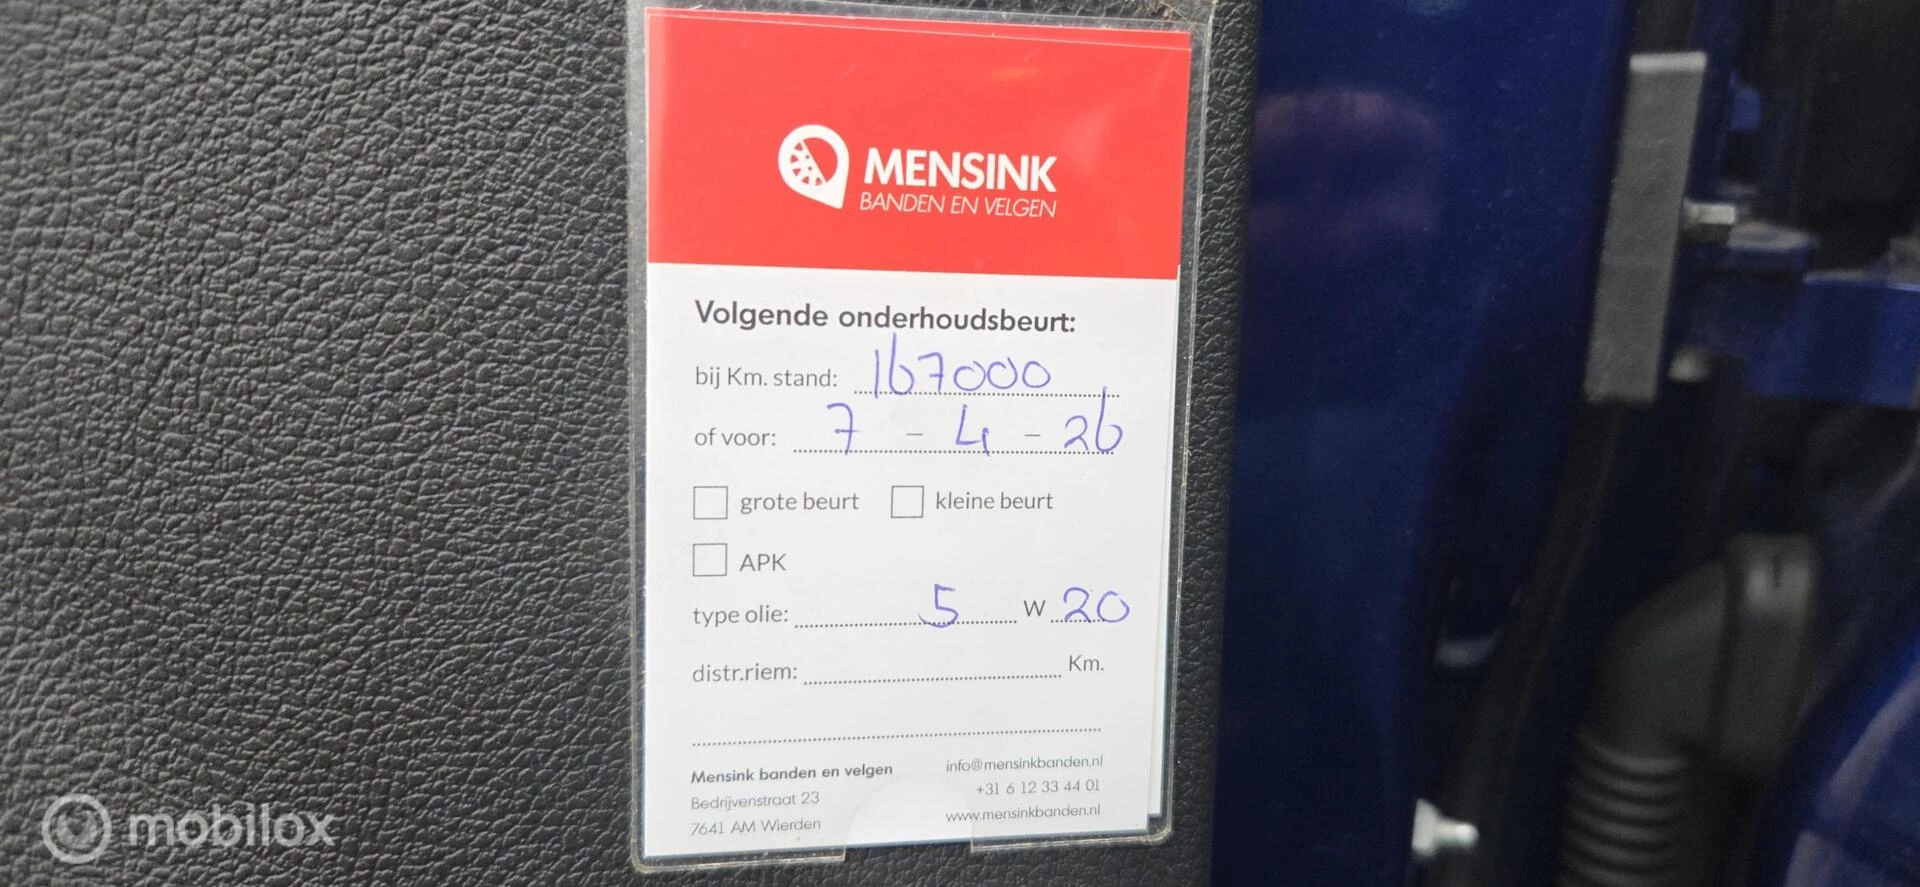 MENSINK
BANDEN EN VELGEN
Volgende onderhoudsbeurt:
bij Km. stand: 167000
of voor: 7 - 4 - 26
grote beurt kleine beurt
APK
type olie: 5 W 20
distr.riem: Km.
Mensink banden en velgen
Bedrijvenstraat 23
7641 AM Wierden
info@mensinkbanden.nl
+31 6 12 33 44 01
www.mensinkbanden.nl
mobilox